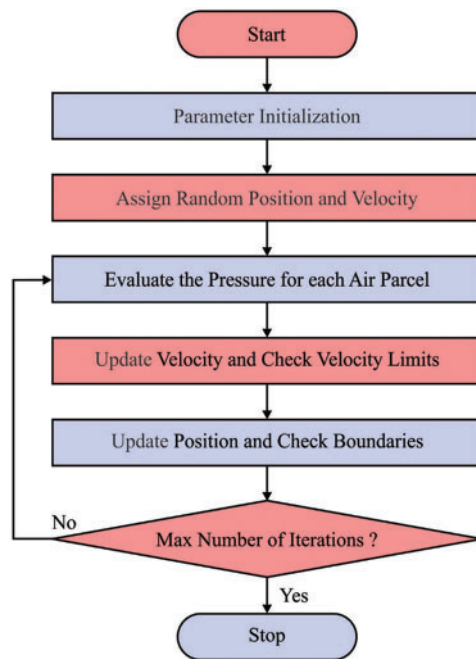 Start
Parameter Initialization
Assign Random Position and Velocity
Evaluate the Pressure for each Air Parcel
Update Velocity and Check Velocity Limits
Update Position and Check Boundaries
No
Max Number of Iterations ?
Yes
Stop